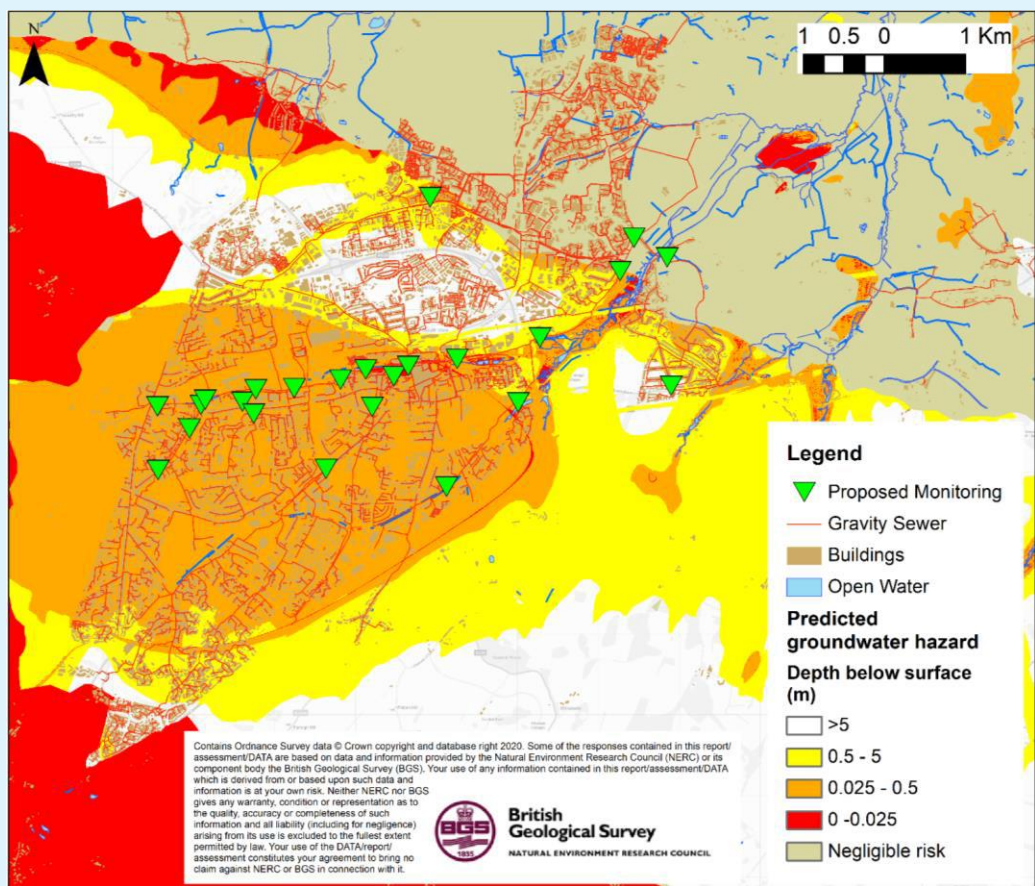 N
1 0.5 0 1 Km
Legend
Proposed Monitoring
Gravity Sewer
Buildings
Open Water
Predicted
groundwater hazard
Depth below surface
(m)
>5
0.5 - 5
0.025 - 0.5
0 -0.025
Negligible risk
Contains Ordnance Survey data © Crown copyright and database right 2020. Some of the responses contained in this report/
assessment/DATA are based on data and information provided by the Natural Environment Research Council (NERC) or its
component body the British Geological Survey (BGS). Your use of any information contained in this report/assessment/DATA
which is derived from or based upon such data and
information is at your own risk. Neither NERC nor BGS
gives any warranty, condition or representation as to
the quality, accuracy or completeness of such
information and all liability (including for negligence)
arising from its use is excluded to the fullest extent
permitted by law. Your use of the DATA/report/
assessment constitutes your agreement to bring no
claim against NERC or BGS in connection with it.
BGS
1835
British
Geological Survey
NATURAL ENVIRONMENT RESEARCH COUNCIL